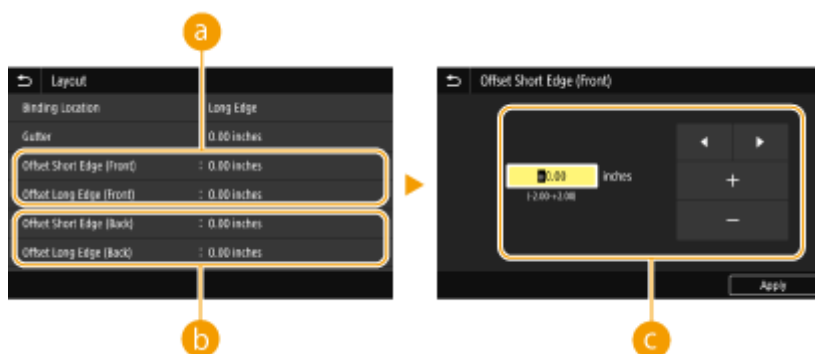 a
Layout
Binding Location Long Edge
Gutter 0.00 inches
Offset Short Edge (Front) : 0.00 inches
Offset Long Edge (Front) : 0.00 inches
Offset Short Edge (Back) : 0.00 inches
Offset Long Edge (Back) : 0.00 inches
b
Offset Short Edge (Front)
±0.00 inches
(-2.00-+2.00)
+
−
Apply
c